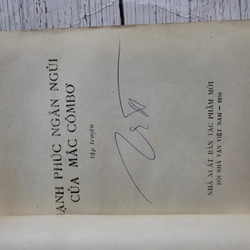 ẠNH PHÚC NGẮN NGỦI
CỦA MẮC CÔMBƠ
tập truyện
NHÀ XUẤT BẢN TÁC PHẨM MỚI
HỘI NHÀ VĂN VIỆT NAM — 1986